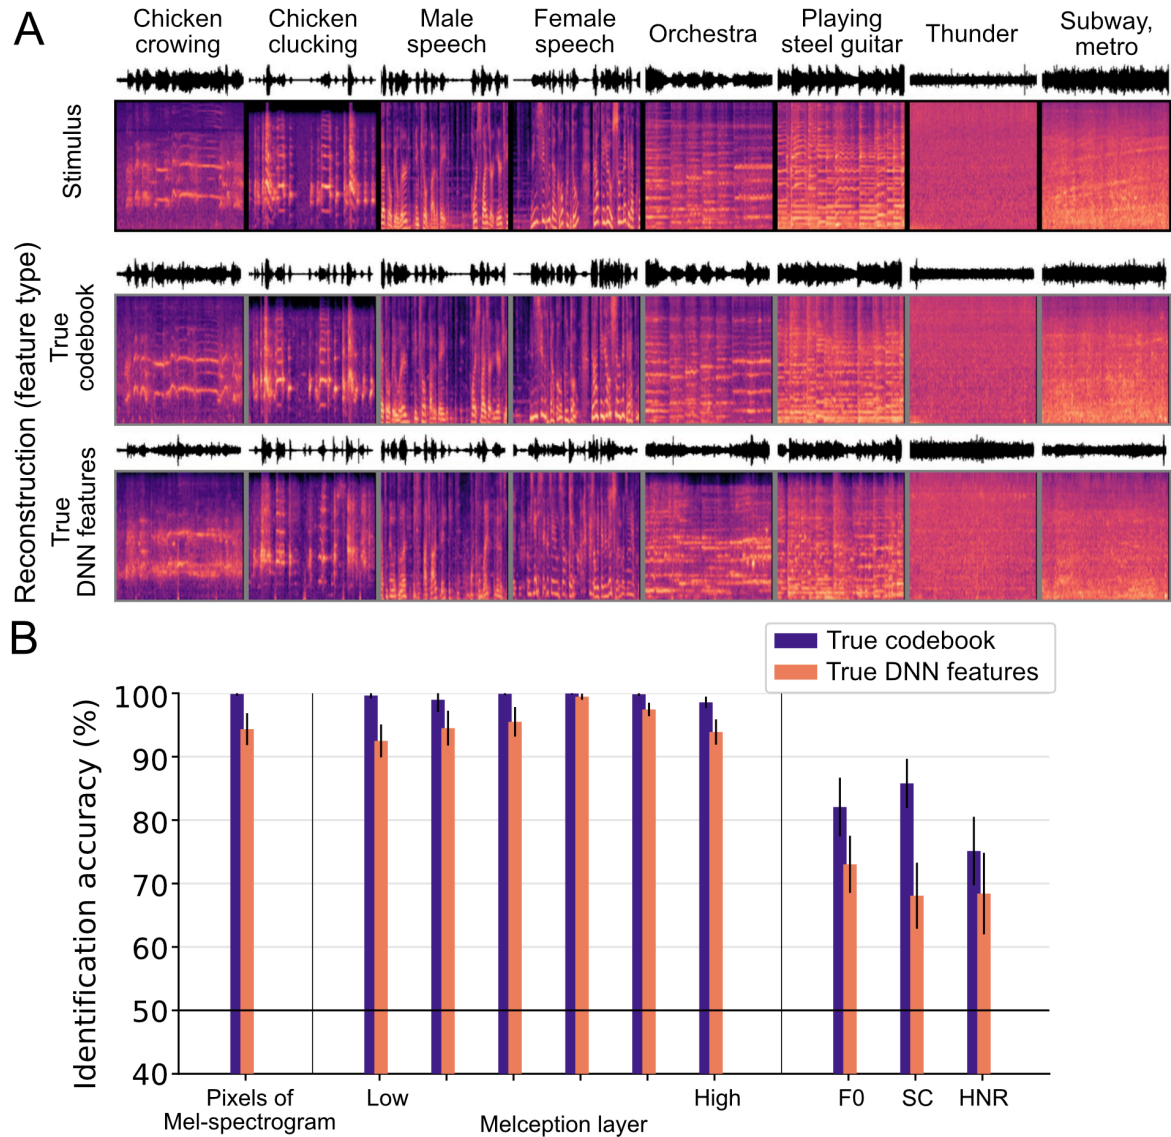 A
Chicken
crowing
Chicken
clucking
Male
speech
Female
speech
Orchestra
Playing
steel guitar
Thunder
Subway,
metro
Stimulus
Reconstruction (feature type)
True
codebook
True
DNN features
B
True codebook
True DNN features
Identification accuracy (%)
100
90
80
70
60
50
40
Pixels of
Mel-spectrogram
Low
High
Melception layer
F0
SC
HNR